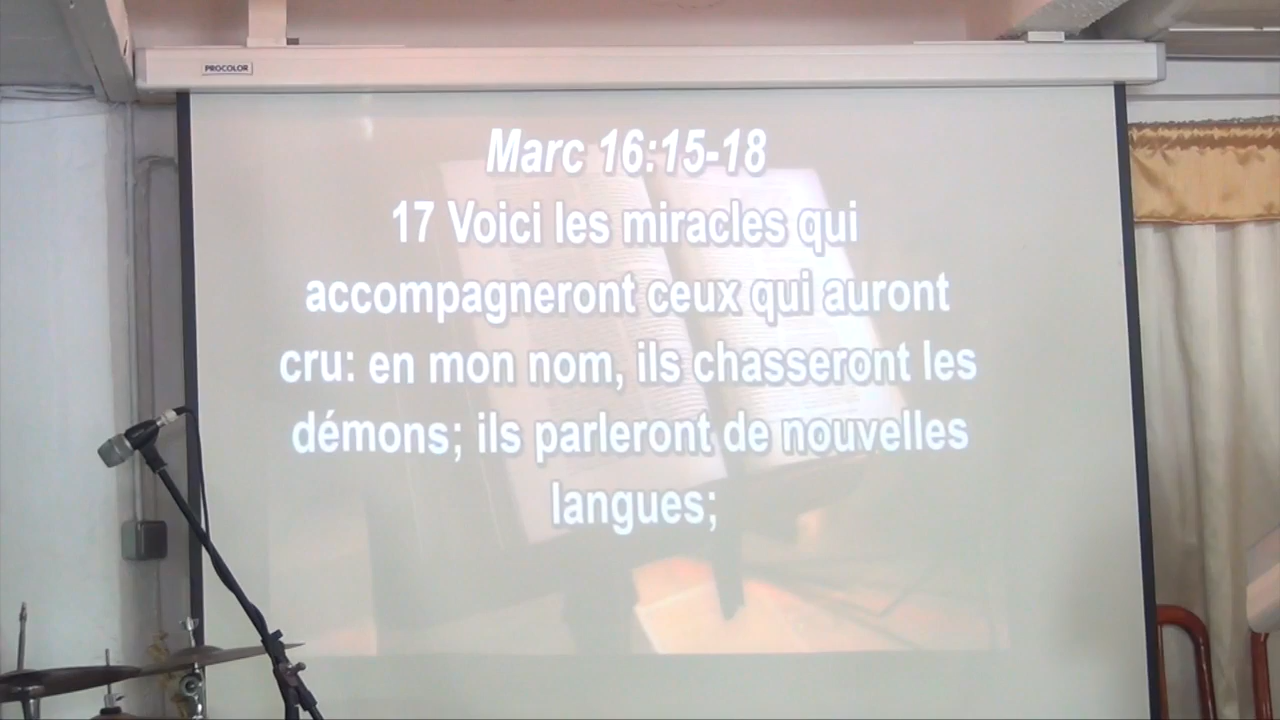 PROCOLOR
Marc 16:15-18
17 Voici les miracles qui
accompagneront ceux qui auront
cru: en mon nom, ils chasseront les
démons; ils parleront de nouvelles
langues;